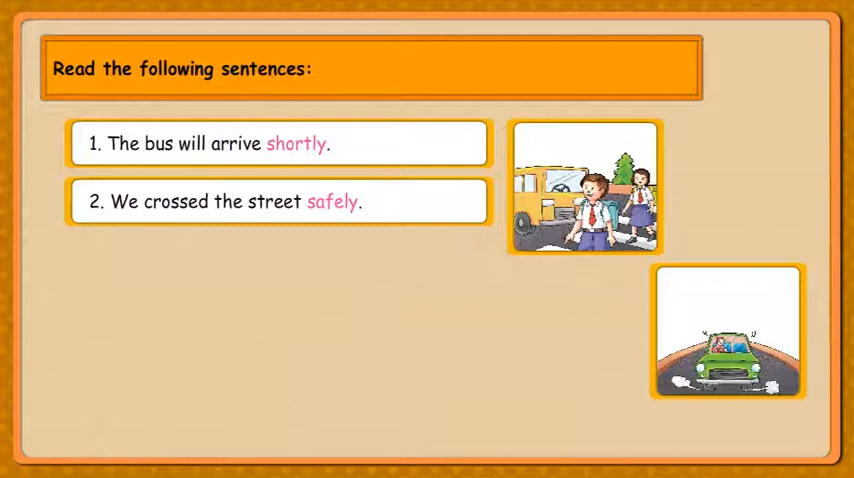 Read the following sentences:
1. The bus will arrive shortly.
2. We crossed the street safely.